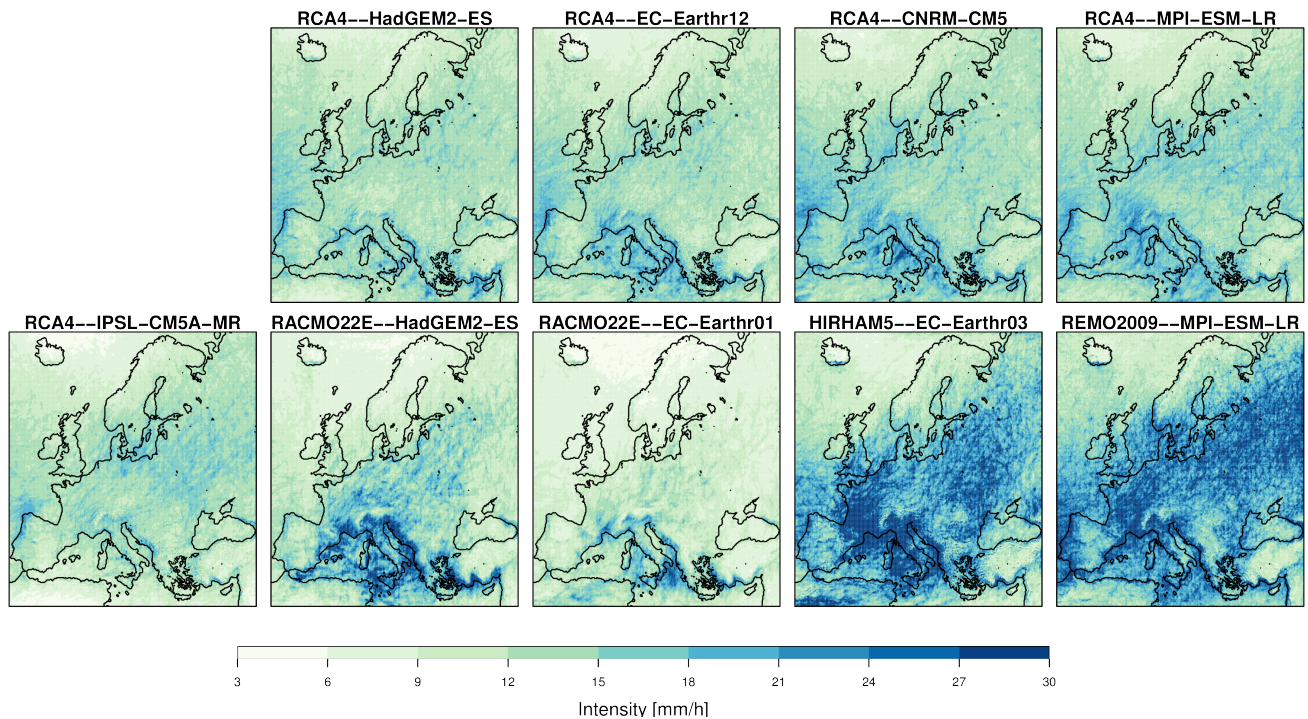 RCA4--HadGEM2-ES
RCA4--EC-Earthr12
RCA4--CNRM-CM5
RCA4--MPI-ESM-LR
RCA4--IPSL-CM5A-MR
RACMO22E--HadGEM2-ES
RACMO22E--EC-Earthr01
HIRHAM5--EC-Earthr03
REMO2009--MPI-ESM-LR
3 6 9 12 15 18 21 24 27 30
Intensity [mm/h]